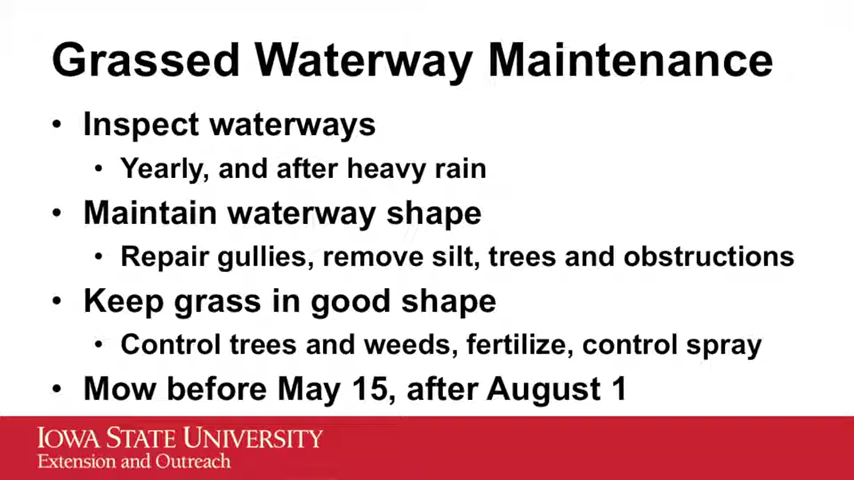 Grassed Waterway Maintenance
• Inspect waterways
• Yearly, and after heavy rain
• Maintain waterway shape
• Repair gullies, remove silt, trees and obstructions
• Keep grass in good shape
• Control trees and weeds, fertilize, control spray
• Mow before May 15, after August 1
IOWA STATE UNIVERSITY
Extension and Outreach